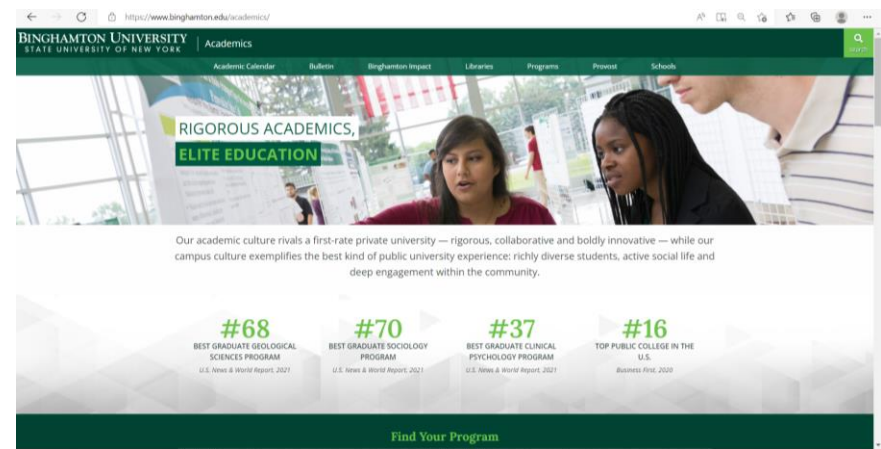 https://www.binghamton.edu/academics/
BINGHAMTON UNIVERSITY
STATE UNIVERSITY OF NEW YORK
Academics
Search
Academic Calendar Bulletin Binghamton Impact Libraries Programs Provost Schools
RIGOROUS ACADEMICS,
ELITE EDUCATION
Our academic culture rivals a first-rate private university — rigorous, collaborative and boldly innovative — while our
campus culture exemplifies the best kind of public university experience: richly diverse students, active social life and
deep engagement within the community.
#68
BEST GRADUATE GEOLOGICAL
SCIENCES PROGRAM
U.S. News & World Report, 2021
#70
BEST GRADUATE SOCIOLOGY
PROGRAM
U.S. News & World Report, 2021
#37
BEST GRADUATE CLINICAL
PSYCHOLOGY PROGRAM
U.S. News & World Report, 2021
#16
TOP PUBLIC COLLEGE IN THE
U.S.
Business First, 2020
Find Your Program